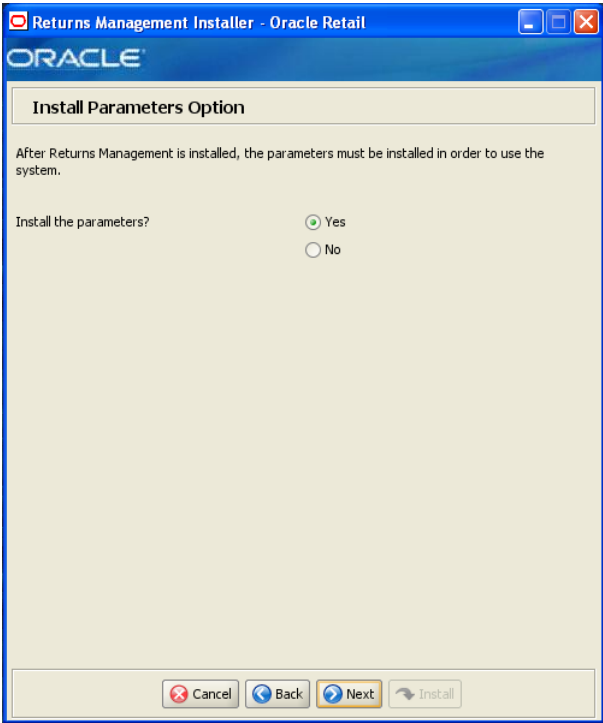 Returns Management Installer - Oracle Retail
ORACLE
Install Parameters Option
After Returns Management is installed, the parameters must be installed in order to use the
system.
Install the parameters?
Yes
No
Cancel
Back
Next
Install